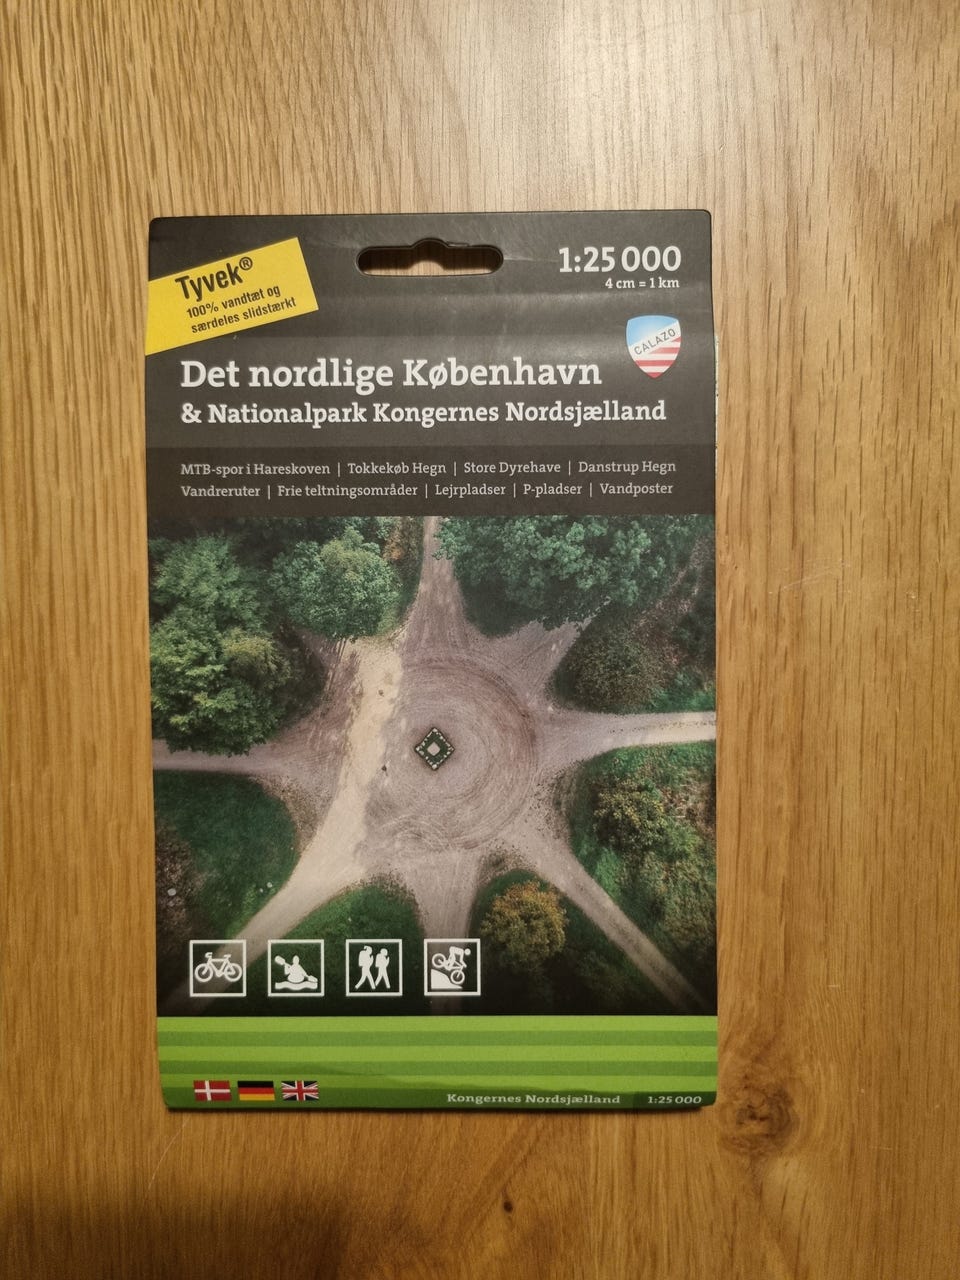 Tyvek®
100% vandtæt og
særdeles slidstærkt
1:25 000
4 cm = 1 km
CALAZO
Det nordlige København
& Nationalpark Kongernes Nordsjælland
MTB-spor i Hareskoven | Tokkekøb Hegn | Store Dyrehave | Danstrup Hegn
Vandreruter | Frie teltningsområder | Lejrpladser | P-pladser | Vandposter
Kongernes Nordsjælland 1:25 000